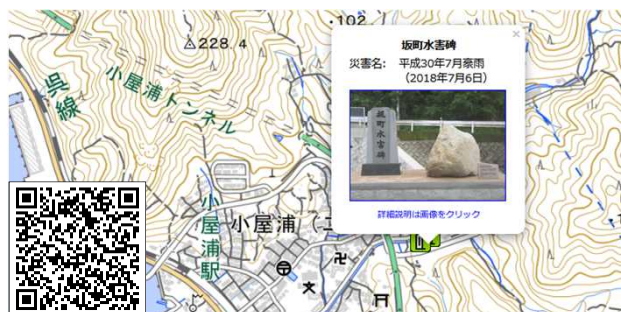 ・102
228.4
呉線
小屋浦トンネル
小屋浦駅
小屋浦（二
坂町水害碑
災害名： 平成30年7月豪雨
（2018年7月6日）
坂町水害碑
詳細説明は画像をクリック
文